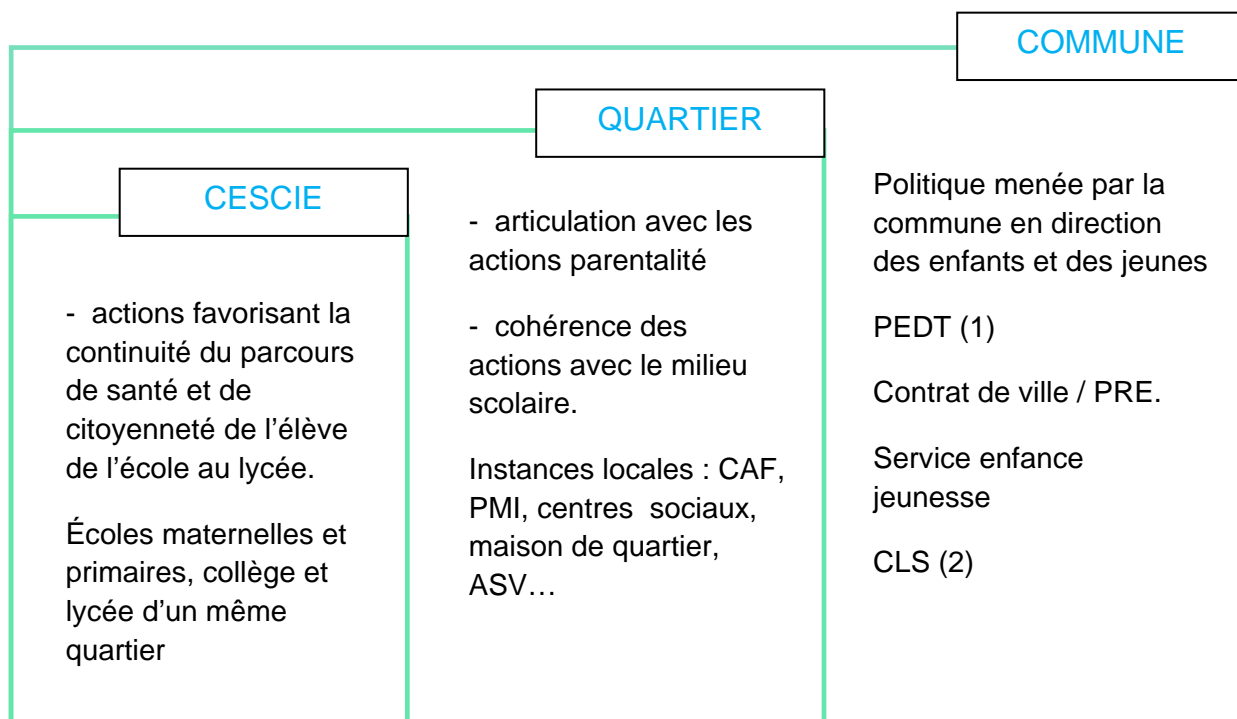 COMMUNE
QUARTIER
CESCIE
- actions favorisant la
continuité du parcours
de santé et de
citoyenneté de l’élève
de l’école au lycée.
Écoles maternelles et
primaires, collège et
lycée d’un même
quartier
- articulation avec les
actions parentalité
- cohérence des
actions avec le milieu
scolaire.
Instances locales : CAF,
PMI, centres sociaux,
maison de quartier,
ASV…
Politique menée par la
commune en direction
des enfants et des jeunes
PEDT (1)
Contrat de ville / PRE.
Service enfance
jeunesse
CLS (2)